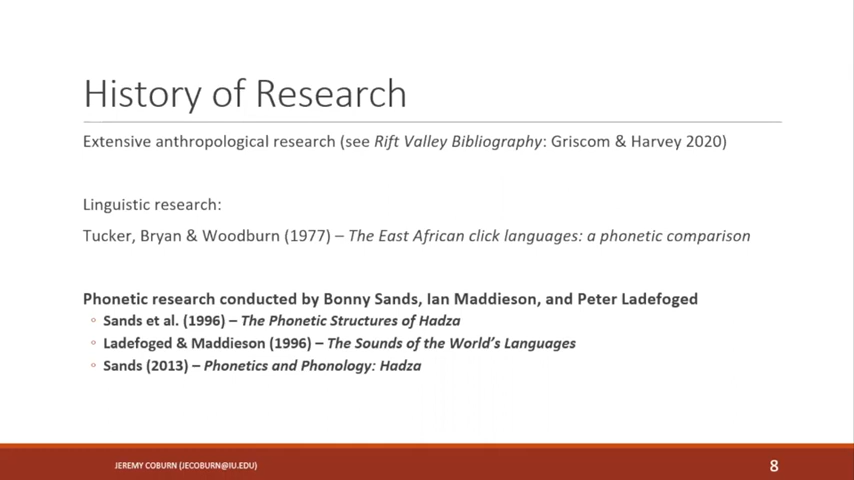 History of Research
Extensive anthropological research (see Rift Valley Bibliography: Griscom & Harvey 2020)
Linguistic research:
Tucker, Bryan & Woodburn (1977) – The East African click languages: a phonetic comparison
Phonetic research conducted by Bonny Sands, Ian Maddieson, and Peter Ladefoged
◦ Sands et al. (1996) – The Phonetic Structures of Hadza
◦ Ladefoged & Maddieson (1996) – The Sounds of the World's Languages
◦ Sands (2013) – Phonetics and Phonology: Hadza
JEREMY COBURN (JECOBURN@IU.EDU)
8